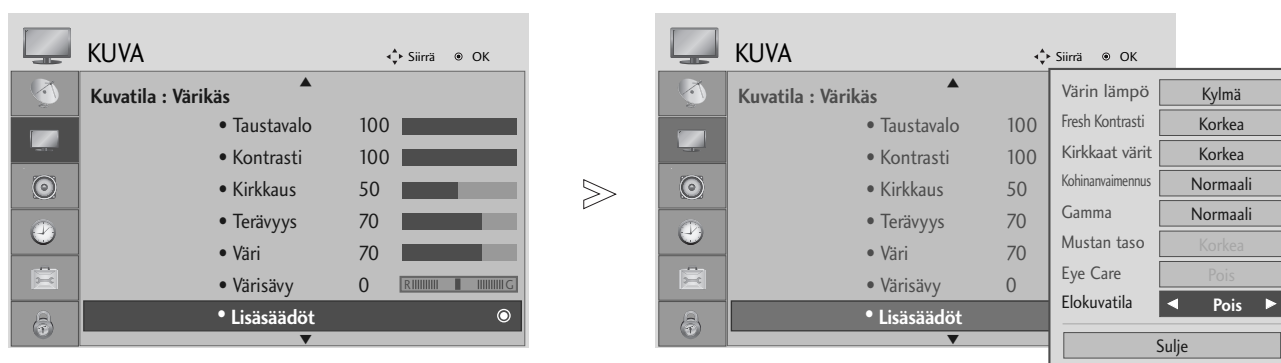 KUVA Siirrä OK
Kuvatila : Värikäs
• Taustavalo 100
• Kontrasti 100
• Kirkkaus 50
• Terävyys 70
• Väri 70
• Värisävy 0 R G
• Lisäsäädöt
KUVA Siirrä OK
Kuvatila : Värikäs
• Taustavalo 100
• Kontrasti 100
• Kirkkaus 50
• Terävyys 70
• Väri 70
• Värisävy 0
• Lisäsäädöt
Värin lämpö Kylmä
Fresh Kontrasti Korkea
Kirkkaat värit Korkea
Kohinanvaimennus Normaali
Gamma Normaali
Mustan taso Korkea
Eye Care Pois
Elokuvatila ◄ Pois ►
Sulje